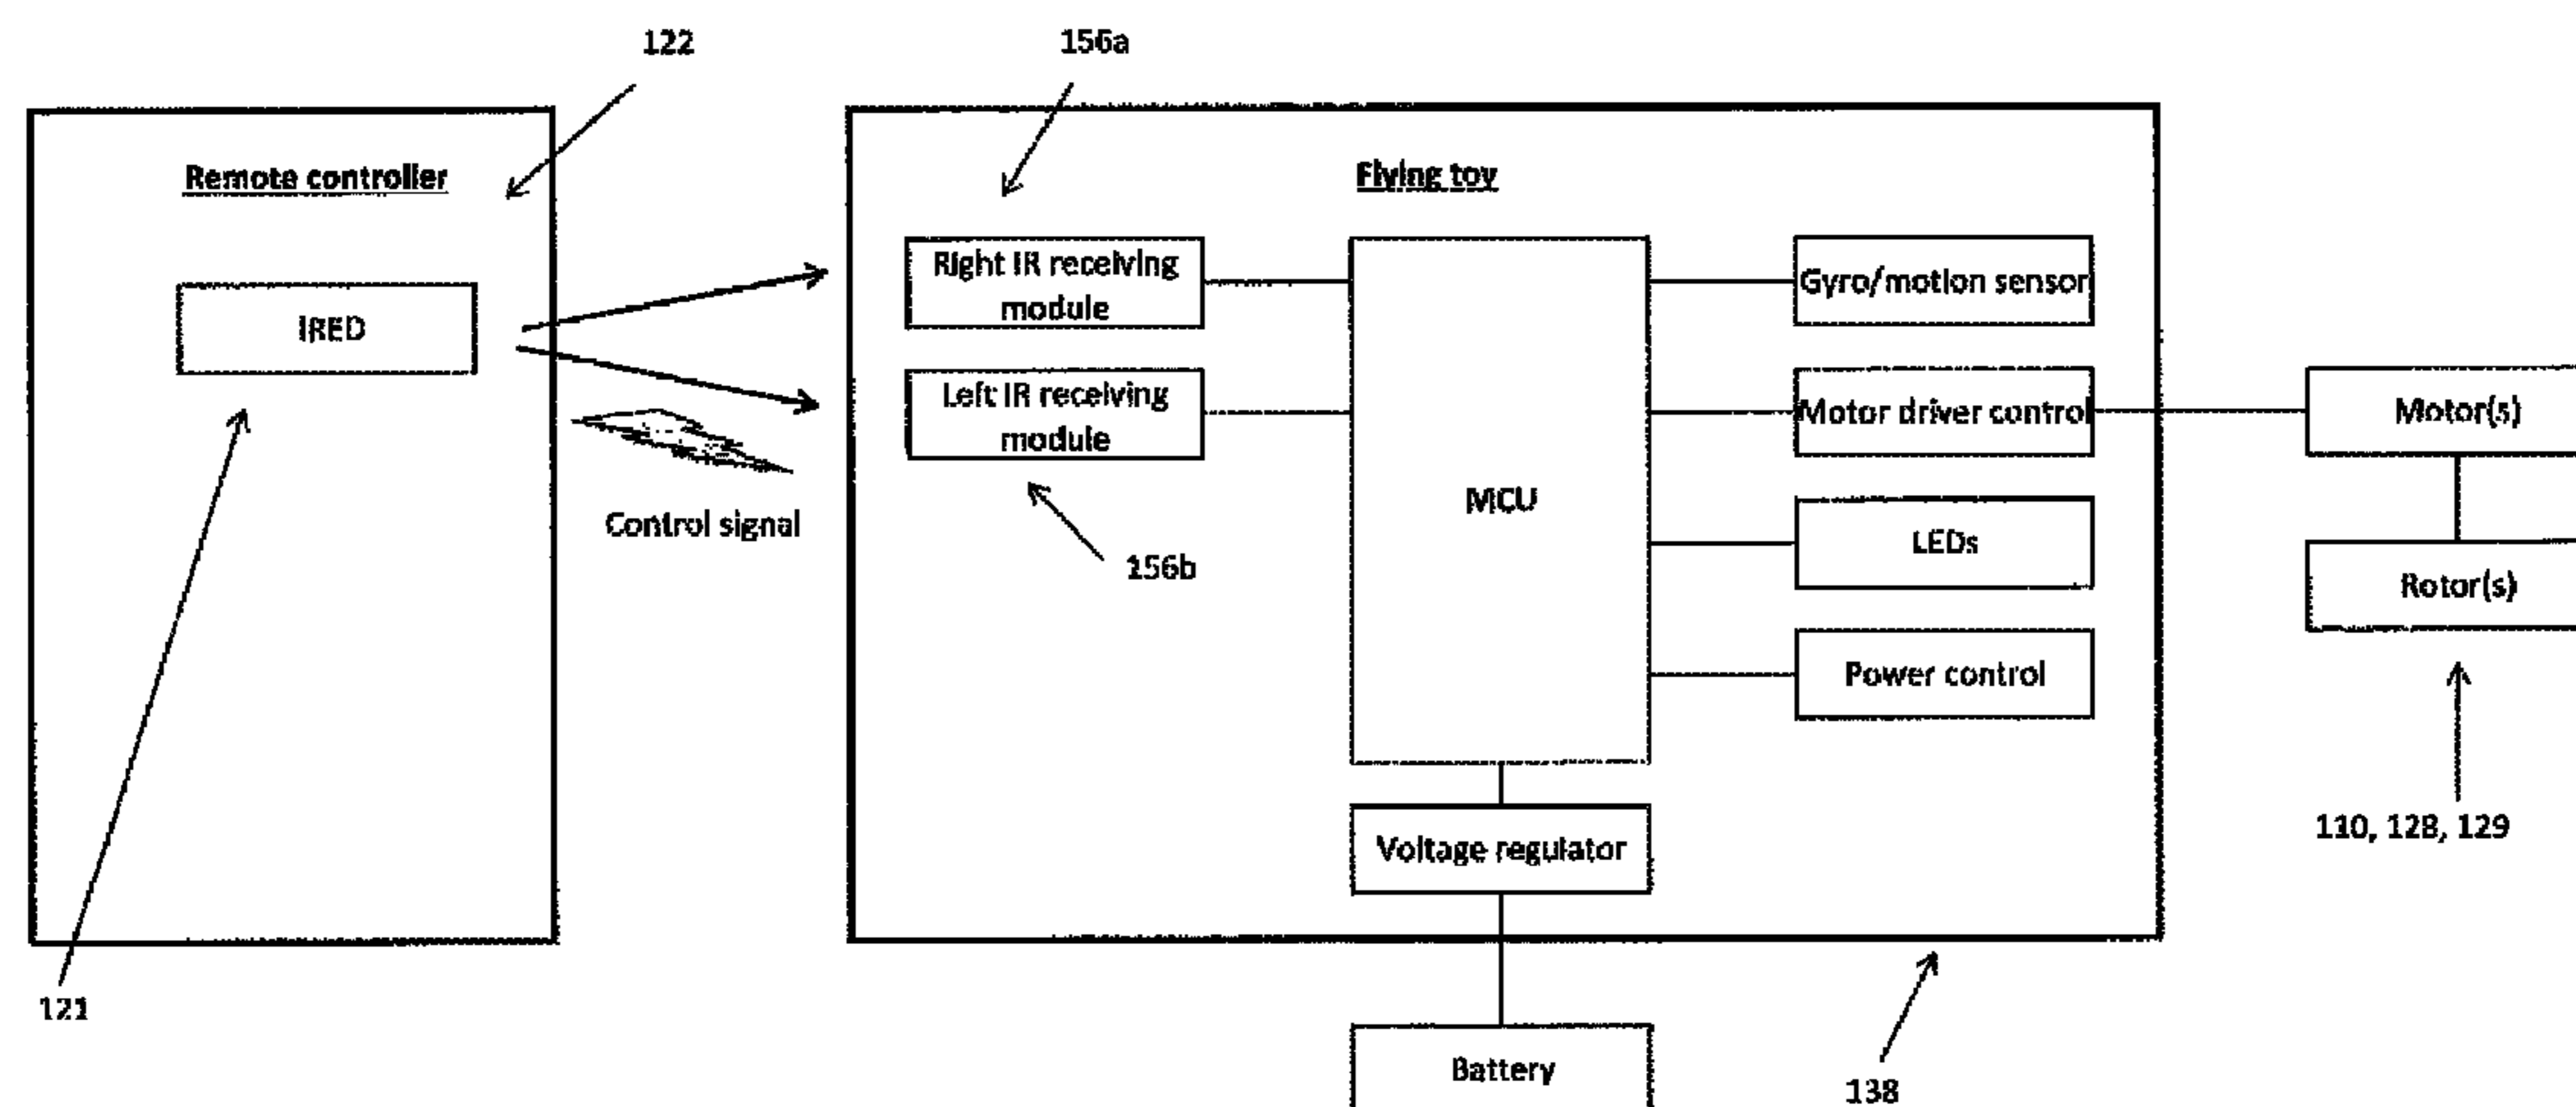 122
156a
Remote controller
Flying toy
IRED
Right IR receiving
module
Left IR receiving
module
Control signal
156b
MCU
Gyro/motion sensor
Motor driver control
LEDs
Power control
Motor(s)
Rotor(s)
110, 128, 129
Voltage regulator
Battery
121
138